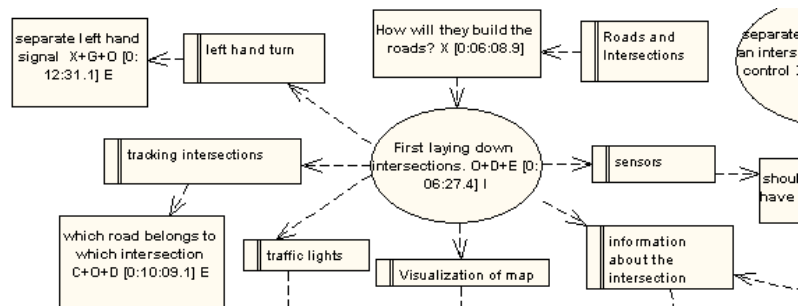 separate left hand
signal X+G+O [0:
12:31.1] E
left hand turn
How will they build the
roads? X [0:06:08.9]
Roads and
Intersections
separate
an inters
control
tracking intersections
First laying down
intersections. O+D+E [0:
06:27.4] I
sensors
shoul
have
which road belongs to
which intersection
C+O+D [0:10:09.1] E
traffic lights
Visualization of map
information
about the
intersection